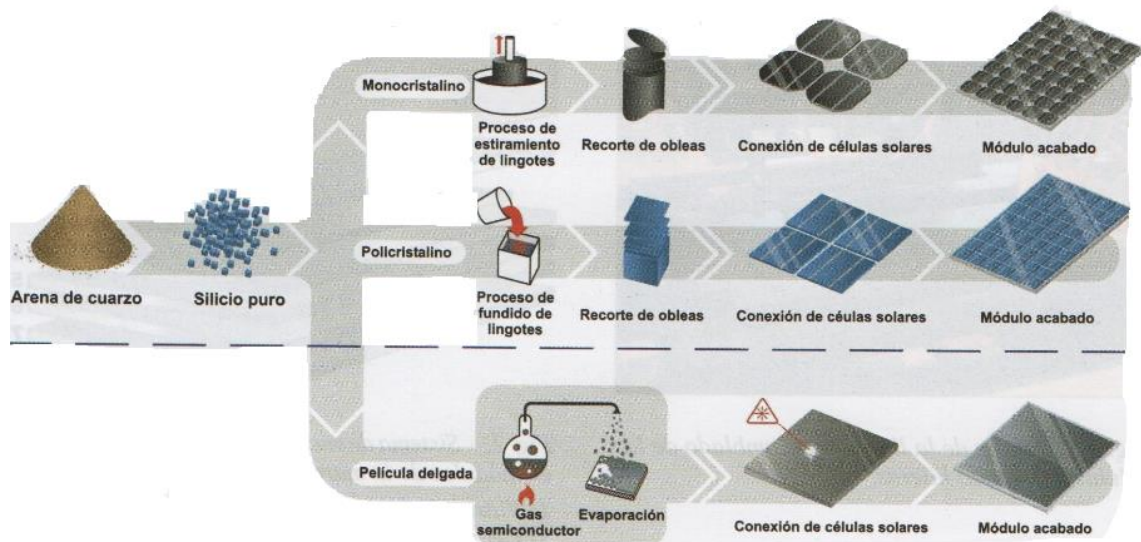 Monocristalino
Proceso de
estiramiento
de lingotes
Recorte de obleas
Conexión de células solares
Módulo acabado
Arena de cuarzo
Silicio puro
Policristalino
Proceso de
fundido de
lingotes
Recorte de obleas
Conexión de células solares
Módulo acabado
Película delgada
Gas
semiconductor
Evaporación
Conexión de células solares
Módulo acabado